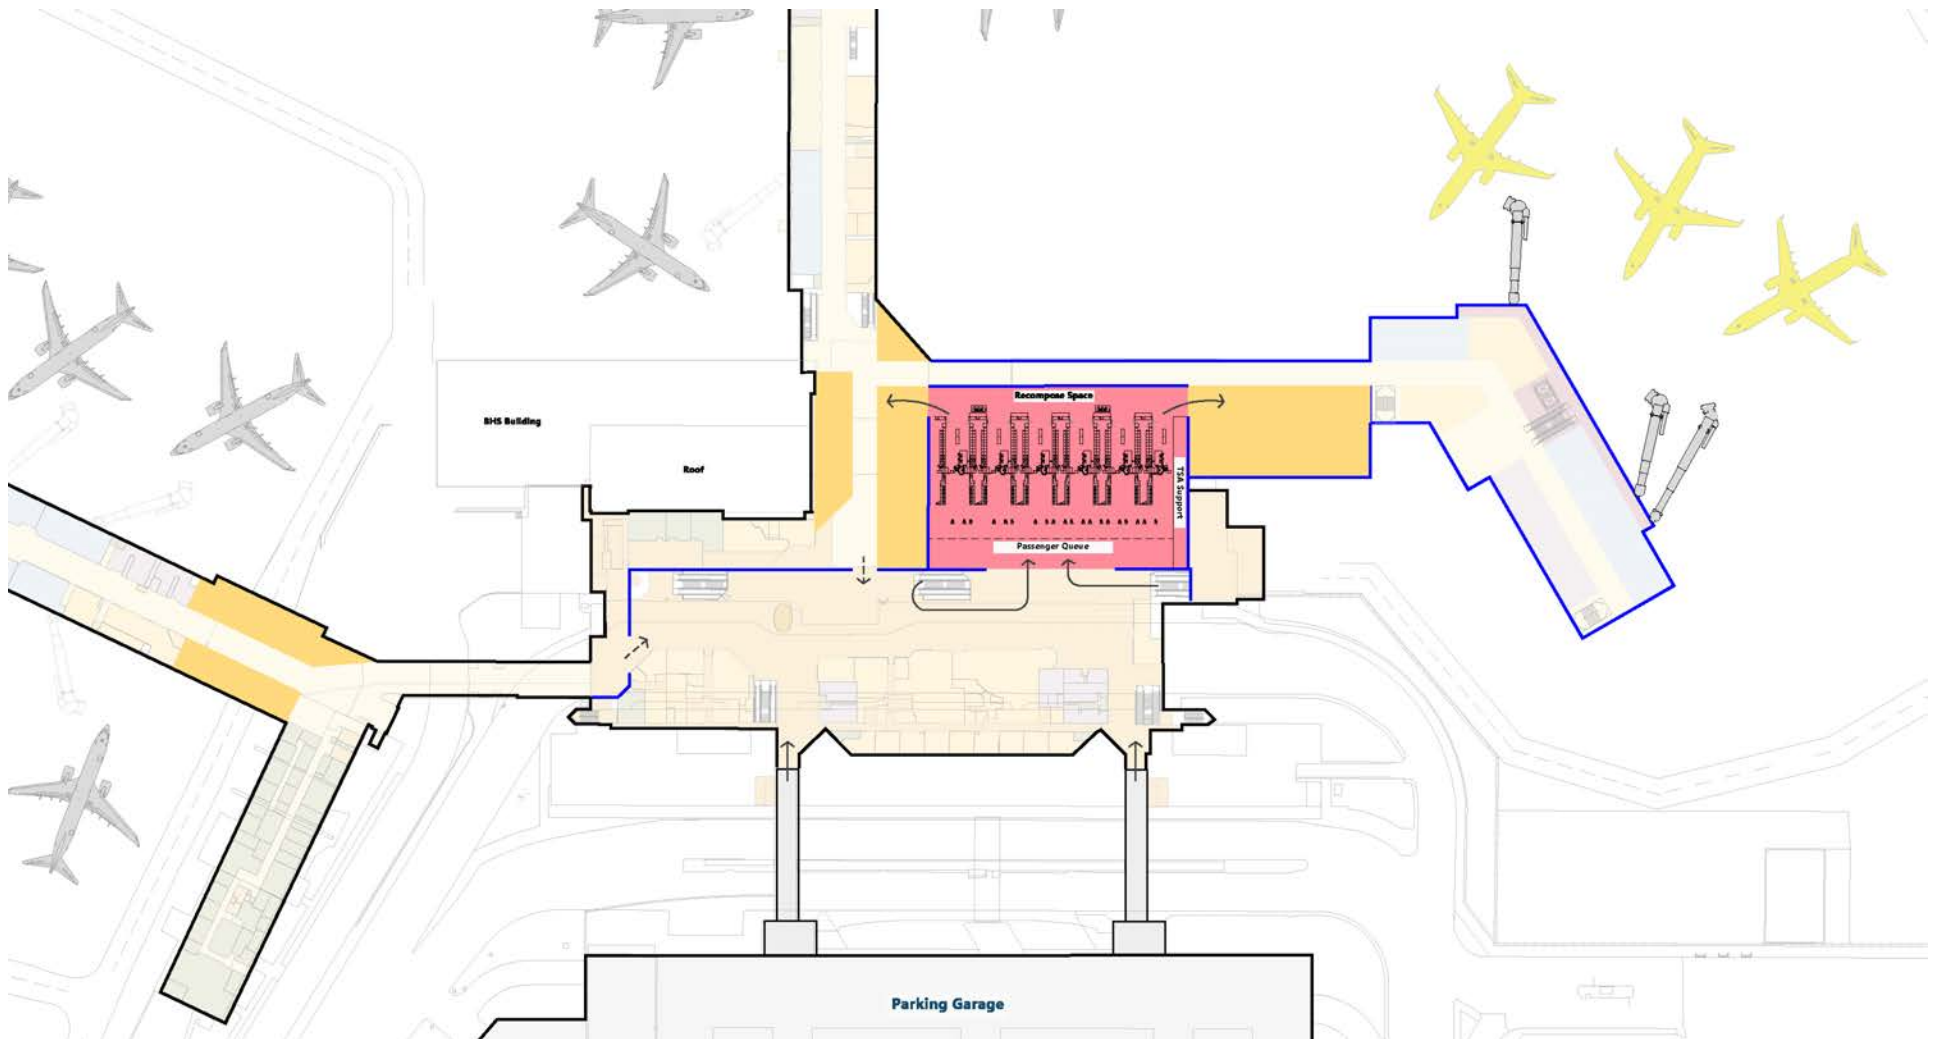 Recompose Space
BHS Building
Roof
TSA Support
Passenger Queue
Parking Garage